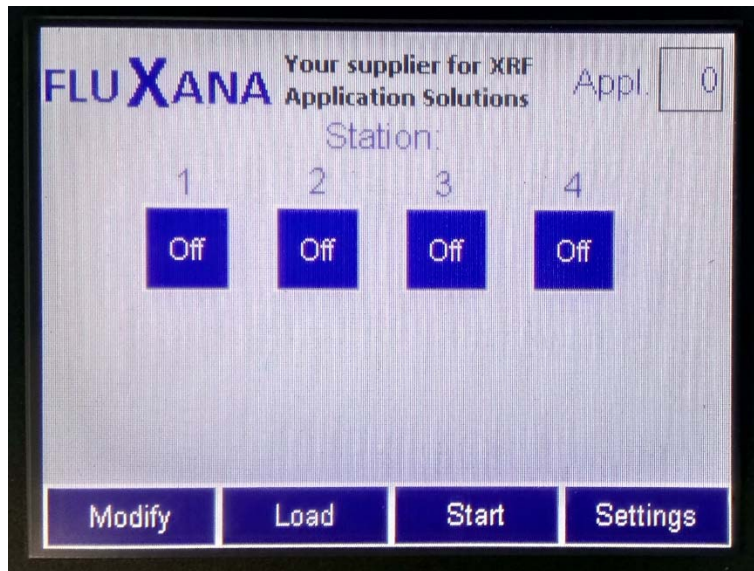 FLUXANA Your supplier for XRF
Application Solutions
Appl. 0
Station:
1 2 3 4
Off Off Off Off
Modify Load Start Settings